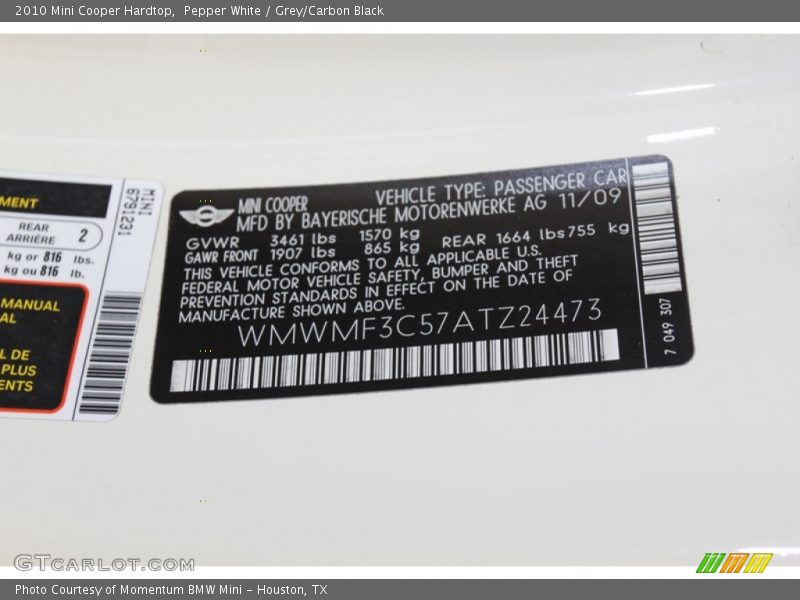 2010 Mini Cooper Hardtop,  Pepper White / Grey/Carbon Black
MENT
REAR
ARRIÈRE 2
kg or 816 lbs.
kg ou 816 lb.
MANUAL
AL
L DE
PLUS
ENTS
MINI
6791231
MINI COOPER VEHICLE TYPE: PASSENGER CAR
MFD BY BAYERISCHE MOTORENWERKE AG 11/09
GVWR 3461 lbs 1570 kg
GAWR FRONT 1907 lbs 865 kg REAR 1664 lbs 755 kg
THIS VEHICLE CONFORMS TO ALL APPLICABLE U.S.
FEDERAL MOTOR VEHICLE SAFETY, BUMPER AND THEFT
PREVENTION STANDARDS IN EFFECT ON THE DATE OF
MANUFACTURE SHOWN ABOVE.
WMWMF3C57ATZ24473
7 049 307
GTCARLOT.COM
Photo Courtesy of Momentum BMW Mini - Houston, TX